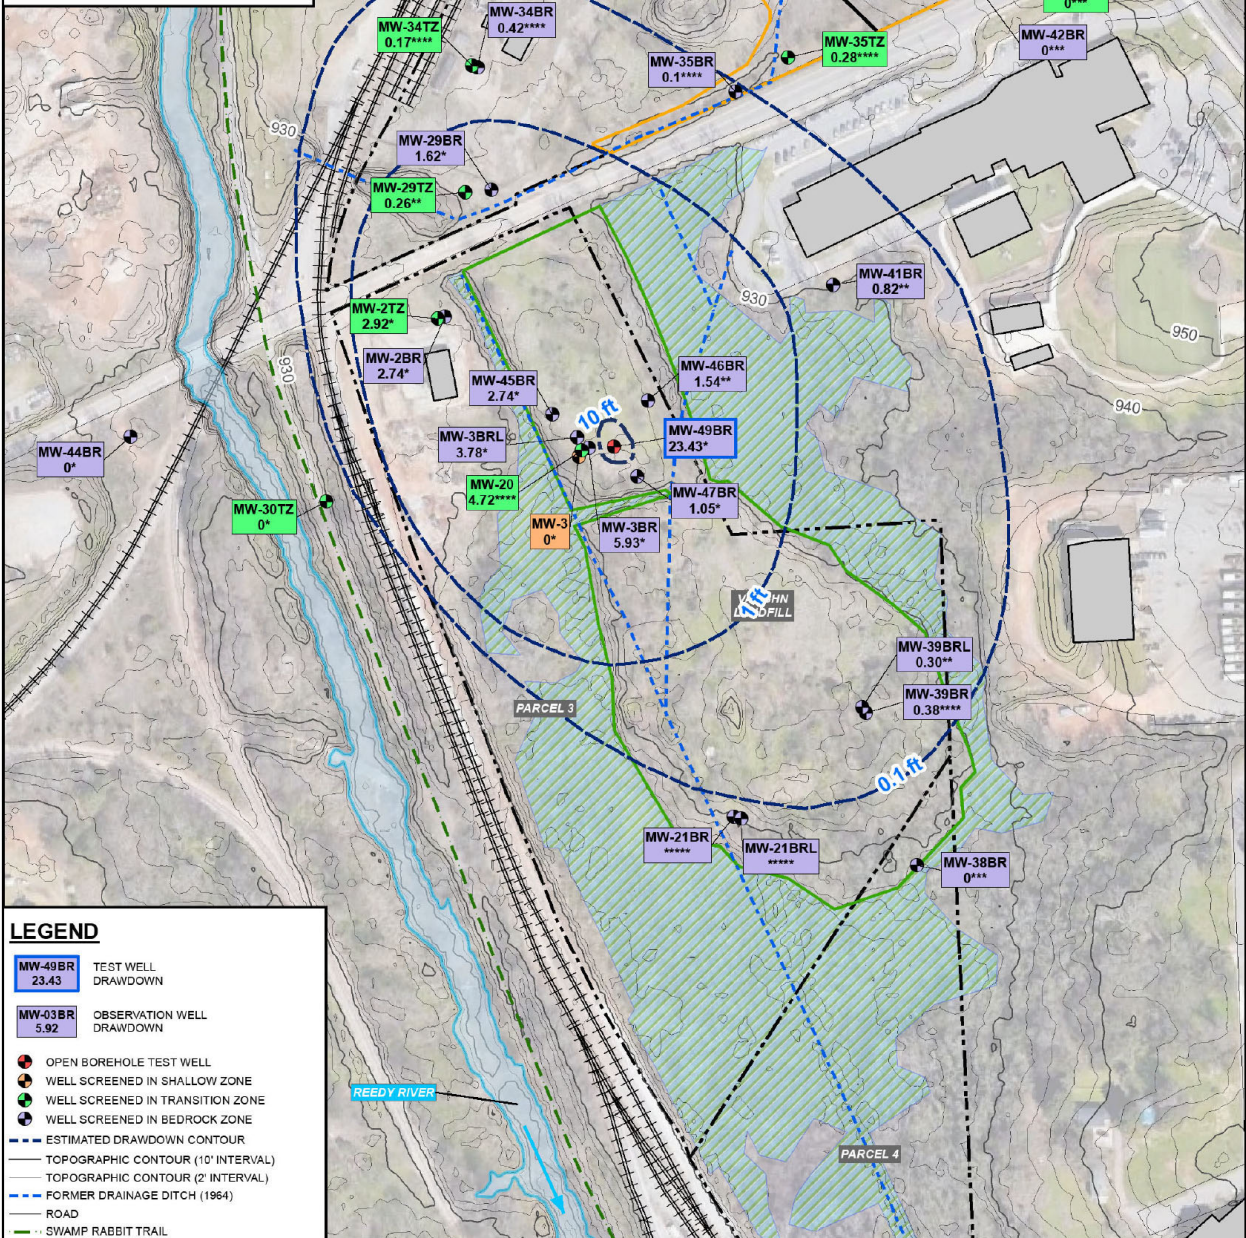 0***
MW-34BR
0.42****
MW-34TZ
0.17****
MW-35TZ
0.28****
MW-42BR
0***
MW-35BR
0.1****
930
MW-29BR
1.62*
MW-29TZ
0.26**
MW-41BR
0.82**
930
MW-2TZ
2.92*
950
930
MW-2BR
2.74*
MW-46BR
1.54**
MW-45BR
2.74*
940
10 ft
MW-49BR
23.43*
MW-3BRL
3.78*
MW-44BR
0*
MW-20
4.72****
MW-47BR
1.05*
MW-30TZ
0*
MW-3
0*
MW-3BR
5.93*
1 ft
LANDFILL
MW-39BRL
0.30**
MW-39BR
0.38****
PARCEL 3
0.1 ft
MW-21BR
*****
MW-21BRL
*****
MW-38BR
0***
REEDY RIVER
PARCEL 4
LEGEND
MW-49BR
23.43
TEST WELL
DRAWDOWN
MW-03BR
5.92
OBSERVATION WELL
DRAWDOWN
OPEN BOREHOLE TEST WELL
WELL SCREENED IN SHALLOW ZONE
WELL SCREENED IN TRANSITION ZONE
WELL SCREENED IN BEDROCK ZONE
ESTIMATED DRAWDOWN CONTOUR
TOPOGRAPHIC CONTOUR (10' INTERVAL)
TOPOGRAPHIC CONTOUR (2' INTERVAL)
FORMER DRAINAGE DITCH (1964)
ROAD
SWAMP RABBIT TRAIL